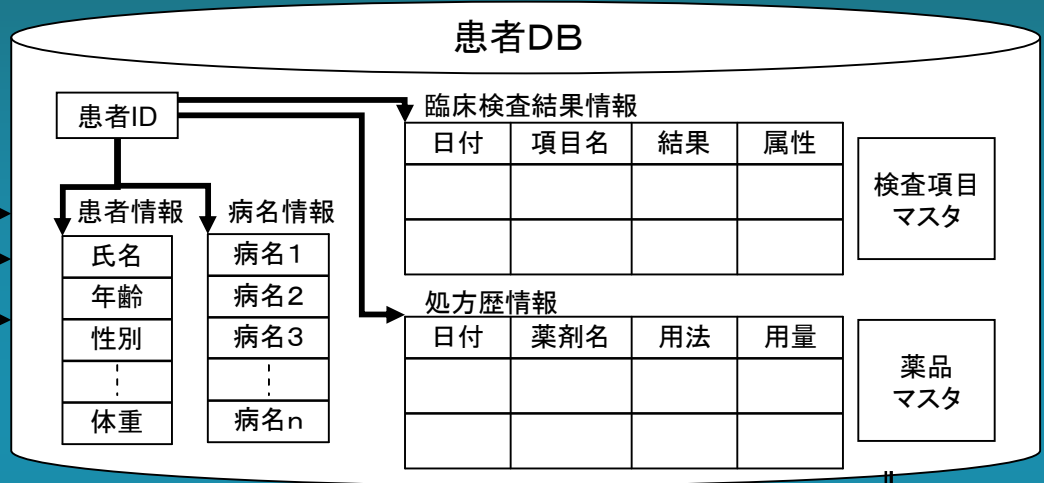 患者DB
患者ID
臨床検査結果情報
日付 項目名 結果 属性
検査項目
マスタ
患者情報
氏名
年齢
性別
体重
病名情報
病名1
病名2
病名3
病名n
処方歴情報
日付 薬剤名 用法 用量
薬品
マスタ